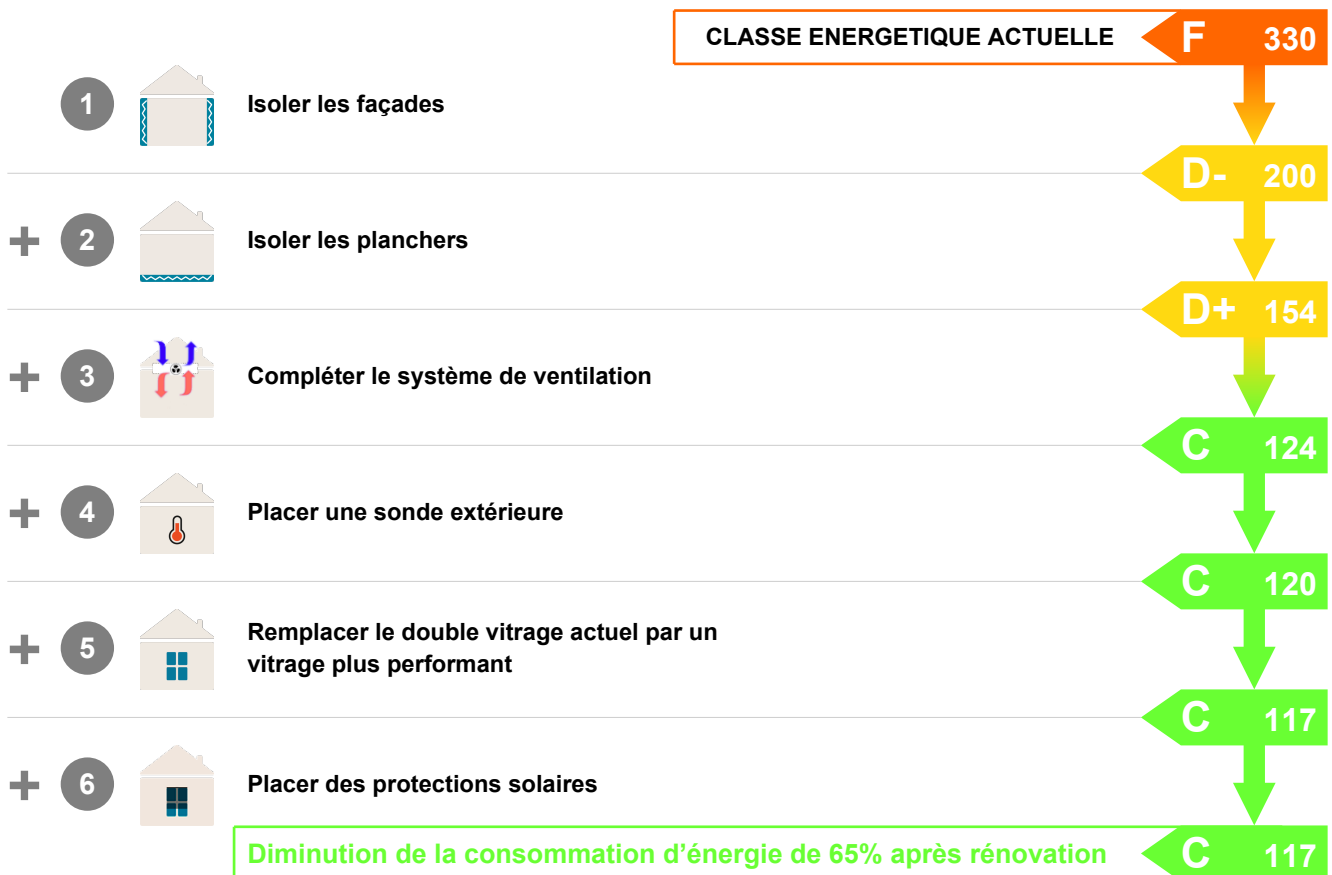 CLASSE ENERGETIQUE ACTUELLE F 330
1 Isoler les façades
D- 200
+ 2 Isoler les planchers
D+ 154
+ 3 Compléter le système de ventilation
C 124
+ 4 Placer une sonde extérieure
C 120
+ 5 Remplacer le double vitrage actuel par un
vitrage plus performant
C 117
+ 6 Placer des protections solaires
Diminution de la consommation d’énergie de 65% après rénovation C 117